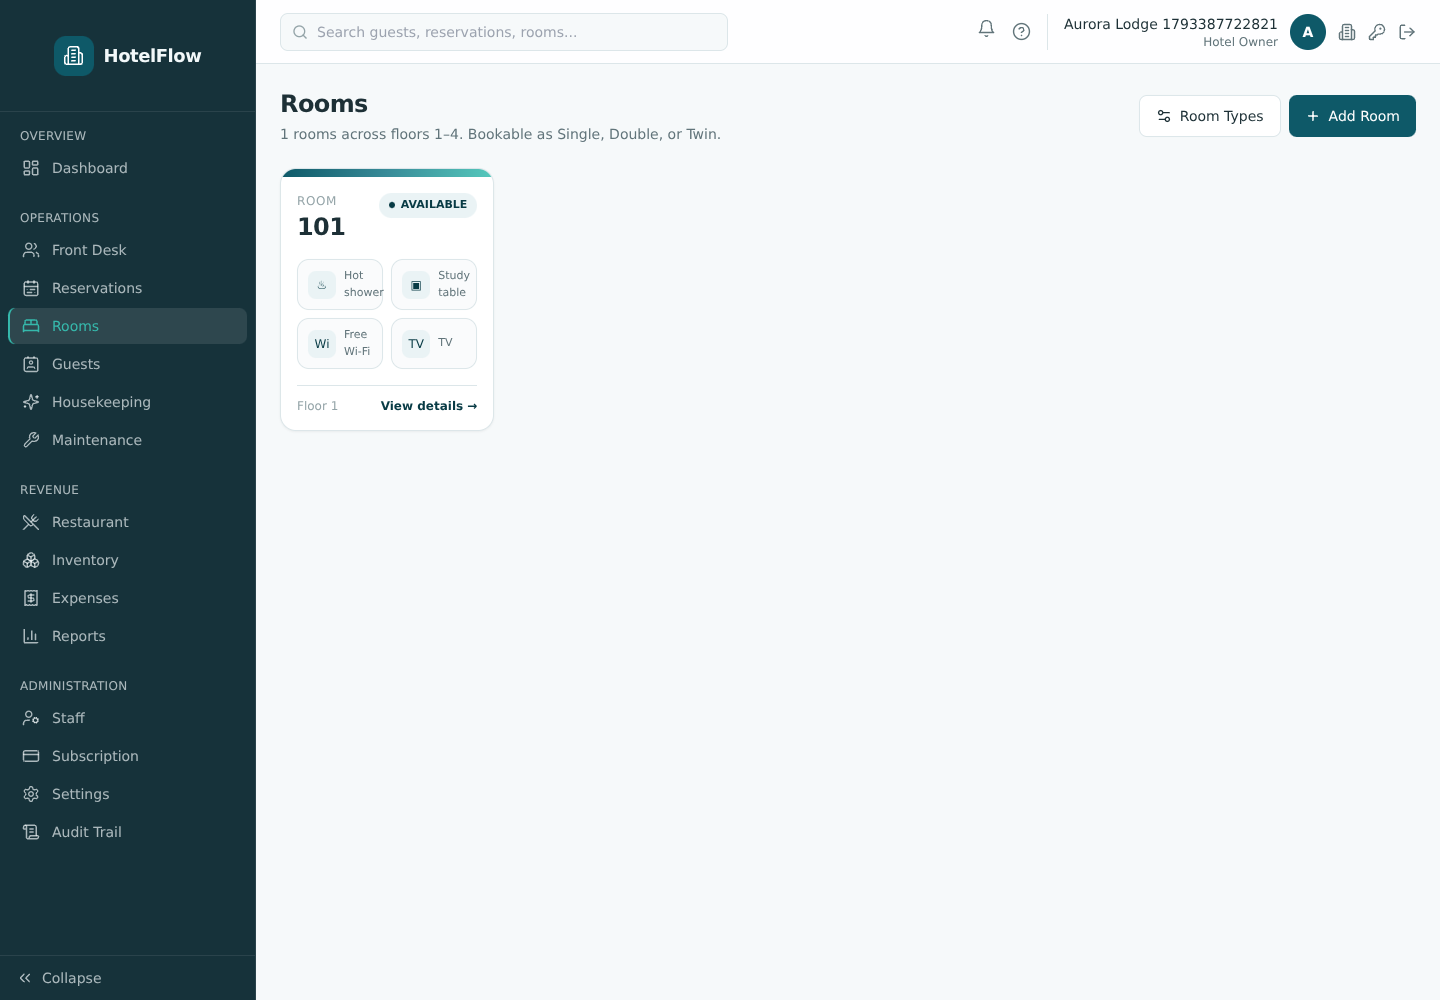 HotelFlow
OVERVIEW
Dashboard
OPERATIONS
Front Desk
Reservations
Rooms
Guests
Housekeeping
Maintenance
REVENUE
Restaurant
Inventory
Expenses
Reports
ADMINISTRATION
Staff
Subscription
Settings
Audit Trail
Collapse
Search guests, reservations, rooms...
Aurora Lodge 1793387722821
Hotel Owner
A
Rooms
1 rooms across floors 1–4. Bookable as Single, Double, or Twin.
Room Types
Add Room
ROOM
101
AVAILABLE
Hot
shower
Study
table
Wi
Free
Wi-Fi
TV
TV
Floor 1
View details →